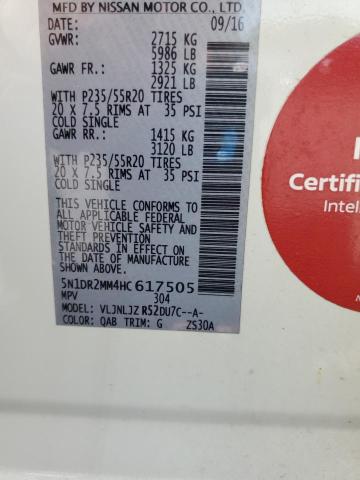 MFD BY NISSAN MOTOR CO., LTD.
DATE: 09/16
GVWR: 2715 KG
5986 LB
GAWR FR.: 1325 KG
2921 LB
WITH P235/55R20 TIRES
20 X 7.5 RIMS AT 35 PSI
COLD SINGLE
GAWR RR.: 1415 KG
3120 LB
WITH P235/55R20 TIRES
20 X 7.5 RIMS AT 35 PSI
COLD SINGLE
THIS VEHICLE CONFORMS TO
ALL APPLICABLE FEDERAL
MOTOR VEHICLE SAFETY AND
THEFT PREVENTION
STANDARDS IN EFFECT ON
THE DATE OF MANUFACTURE
SHOWN ABOVE.
5N1DR2MM4HC617505
MPV 304
MODEL: VLJNLJZ R52DU7C--A-
COLOR: QAB TRIM: G ZS30A
Certifi
Intel